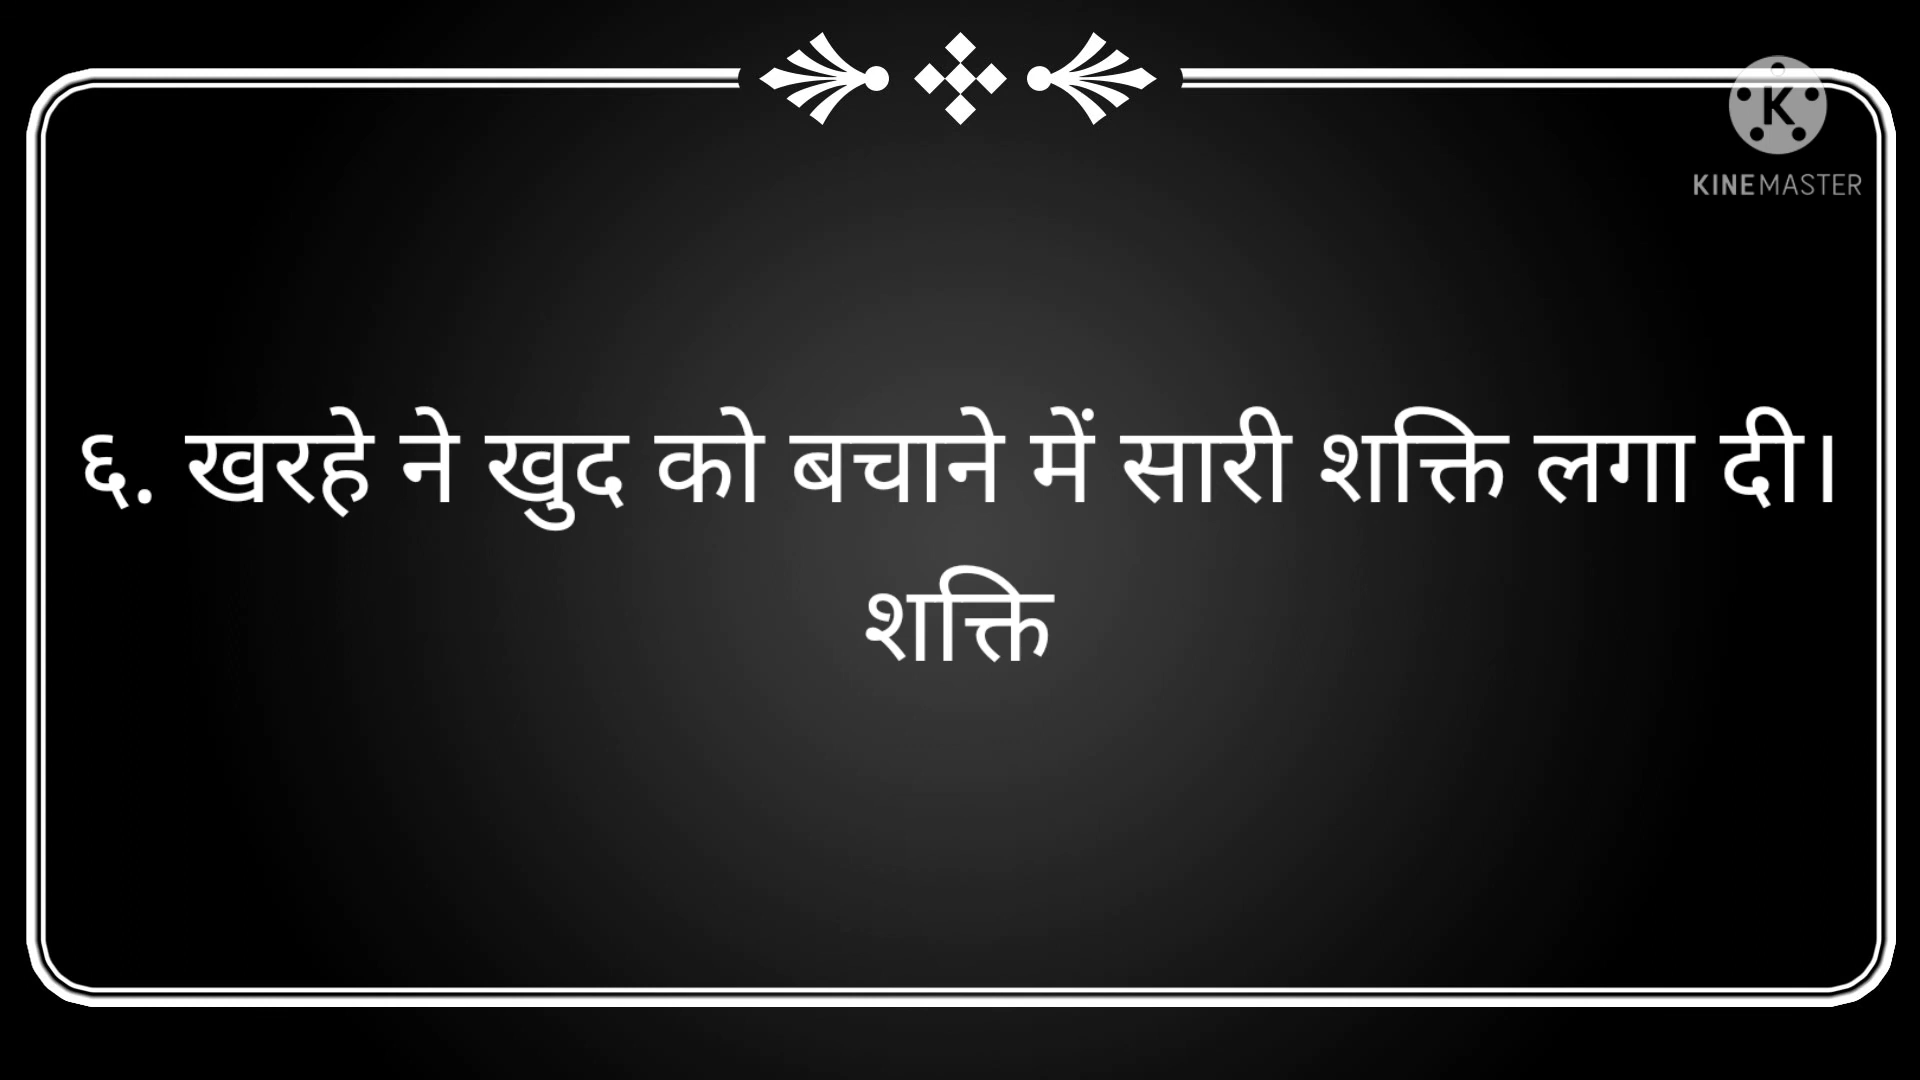 K
KINEMASTER
६. खरहे ने खुद को बचाने में सारी शक्ति लगा दी।
शक्ति